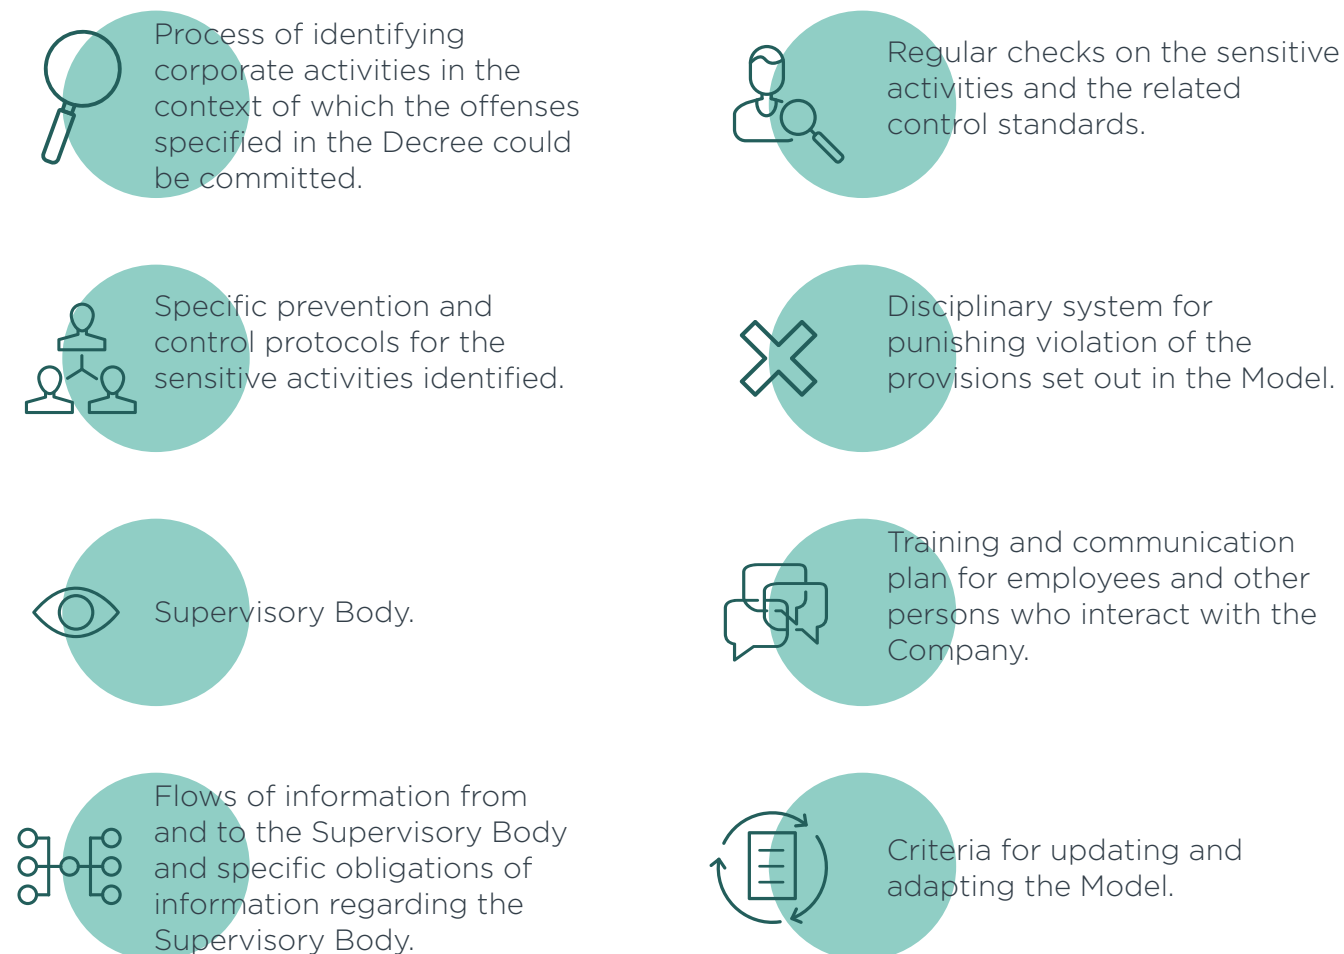 Process of identifying
corporate activities in the
context of which the offenses
specified in the Decree could
be committed.
Specific prevention and
control protocols for the
sensitive activities identified.
Supervisory Body.
Flows of information from
and to the Supervisory Body
and specific obligations of
information regarding the
Supervisory Body.
Regular checks on the sensitive
activities and the related
control standards.
Disciplinary system for
punishing violation of the
provisions set out in the Model.
Training and communication
plan for employees and other
persons who interact with the
Company.
Criteria for updating and
adapting the Model.